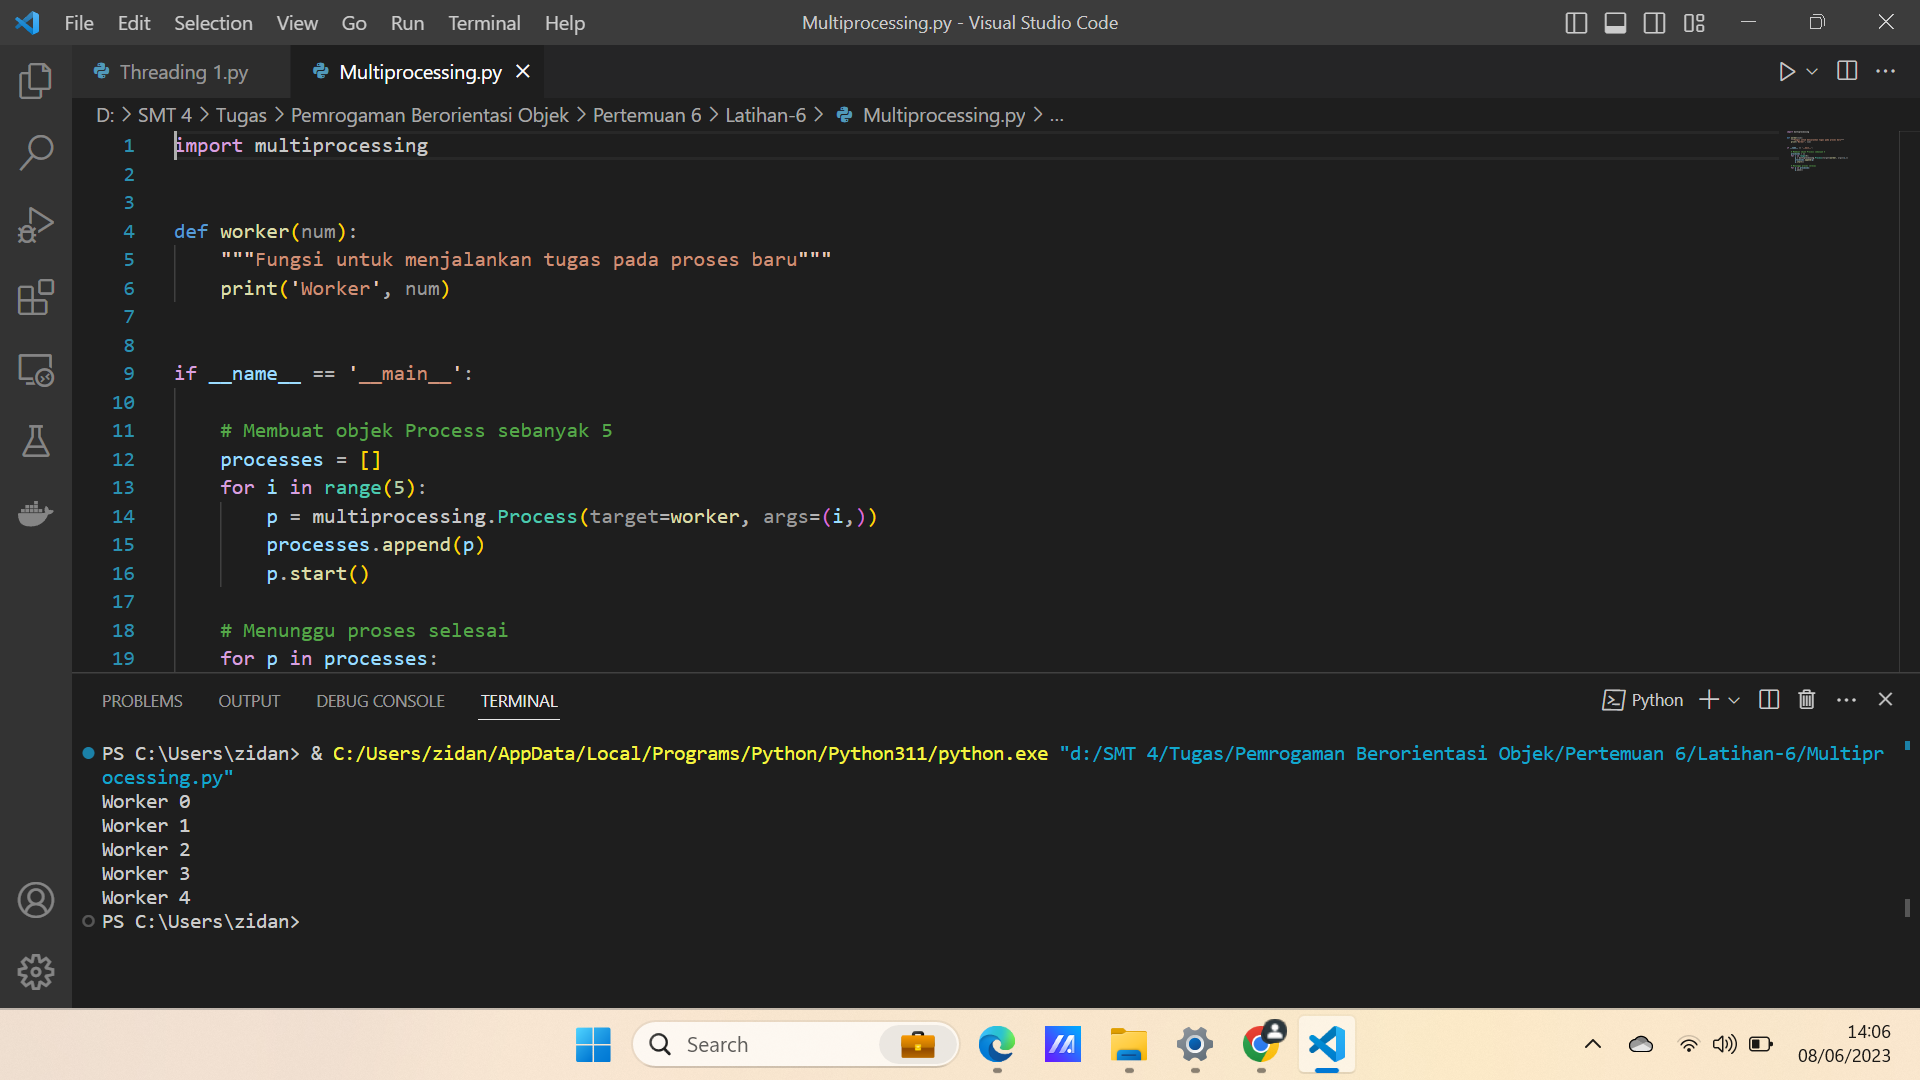 File Edit Selection View Go Run Terminal Help Multiprocessing.py - Visual Studio Code
Threading 1.py Multiprocessing.py
D: > SMT 4 > Tugas > Pemrogaman Berorientasi Objek > Pertemuan 6 > Latihan-6 > Multiprocessing.py > ...
1 import multiprocessing
2
3
4 def worker(num):
5     """Fungsi untuk menjalankan tugas pada proses baru"""
6     print('Worker', num)
7
8
9 if __name__ == '__main__':
10
11     # Membuat objek Process sebanyak 5
12     processes = []
13     for i in range(5):
14         p = multiprocessing.Process(target=worker, args=(i,))
15         processes.append(p)
16         p.start()
17
18     # Menunggu proses selesai
19     for p in processes:
PROBLEMS OUTPUT DEBUG CONSOLE TERMINAL Python
PS C:\Users\zidan> & C:/Users/zidan/AppData/Local/Programs/Python/Python311/python.exe "d:/SMT 4/Tugas/Pemrogaman Berorientasi Objek/Pertemuan 6/Latihan-6/Multipr
ocessing.py"
Worker 0
Worker 1
Worker 2
Worker 3
Worker 4
PS C:\Users\zidan>
Search
14:06
08/06/2023